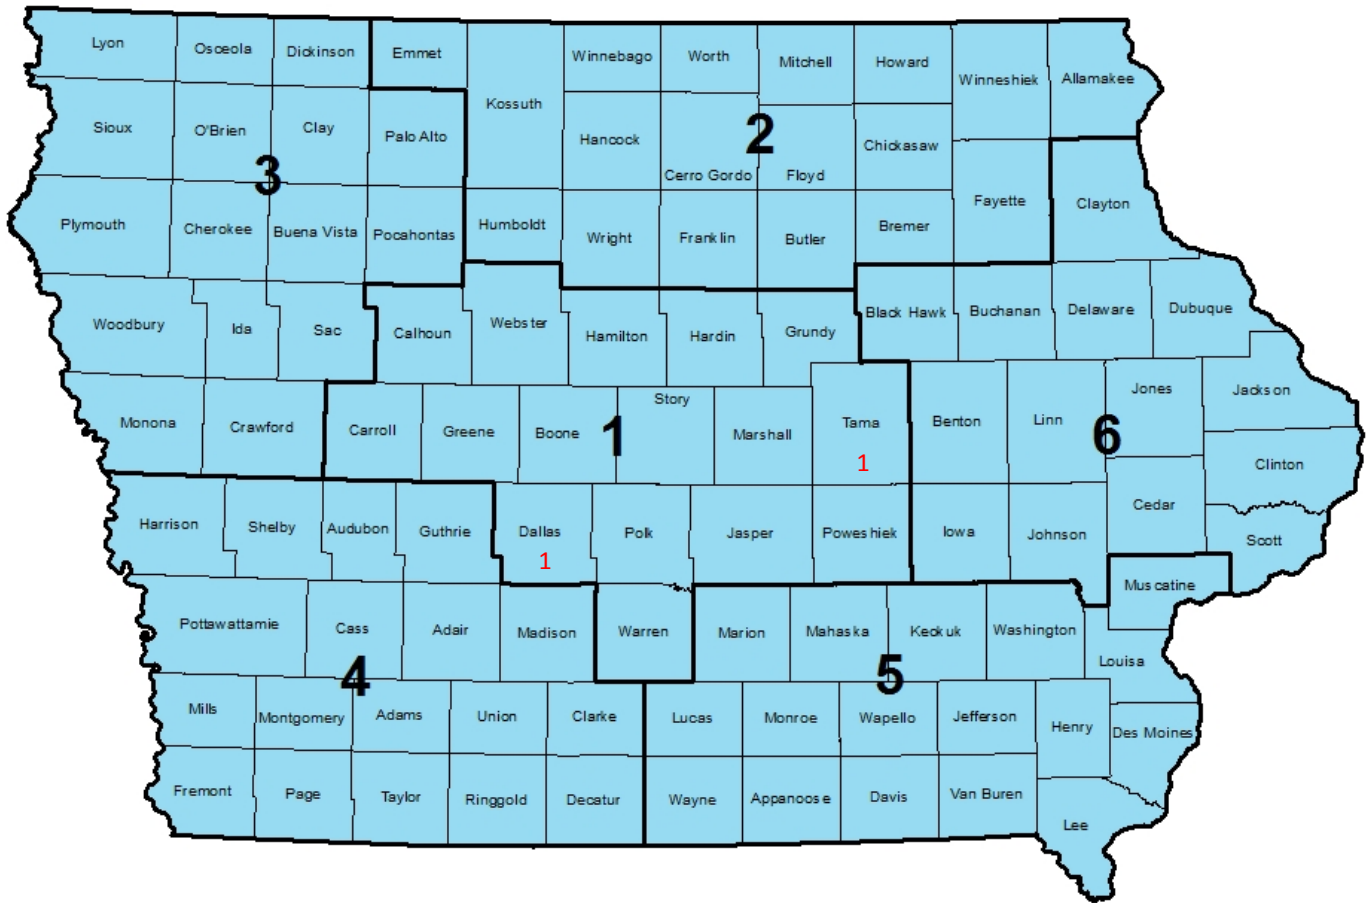 Lyon Osceola Dickinson Emmet Kossuth Winnebago Worth Mitchell Howard Winneshiek Allamakee
Sioux O'Brien Clay Palo Alto Hancock Cerro Gordo Floyd Chickasaw Fayette Clayton
3
2
Plymouth Cherokee Buena Vista Pocahontas Humboldt Wright Franklin Butler Bremer
Woodbury Ida Sac Calhoun Webster Hamilton Hardin Grundy Black Hawk Buchanan Delaware Dubuque
Monona Crawford Carroll Greene Boone Story Marshall Tama Benton Linn Jones Jackson
1
1
6
Clinton
Harrison Shelby Audubon Guthrie Dallas Polk Jasper Poweshiek Iowa Johnson Cedar Scott
1
Muscatine
Pottawattamie Cass Adair Madison Warren Marion Mahaska Keokuk Washington Louisa
4
5
Mills Montgomery Adams Union Clarke Lucas Monroe Wapello Jefferson Henry Des Moines
Fremont Page Taylor Ringgold Decatur Wayne Appanoose Davis Van Buren Lee